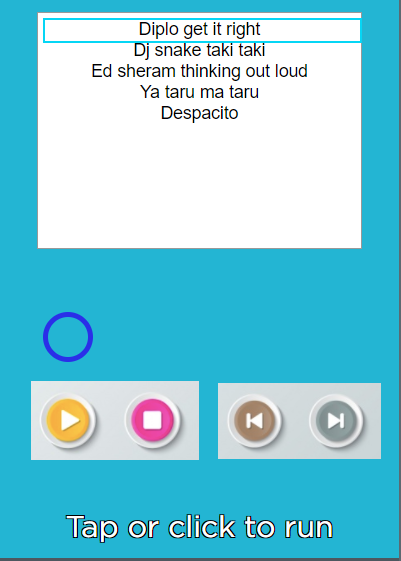 Diplo get it right
Dj snake taki taki
Ed sheram thinking out loud
Ya taru ma taru
Despacito
Tap or click to run